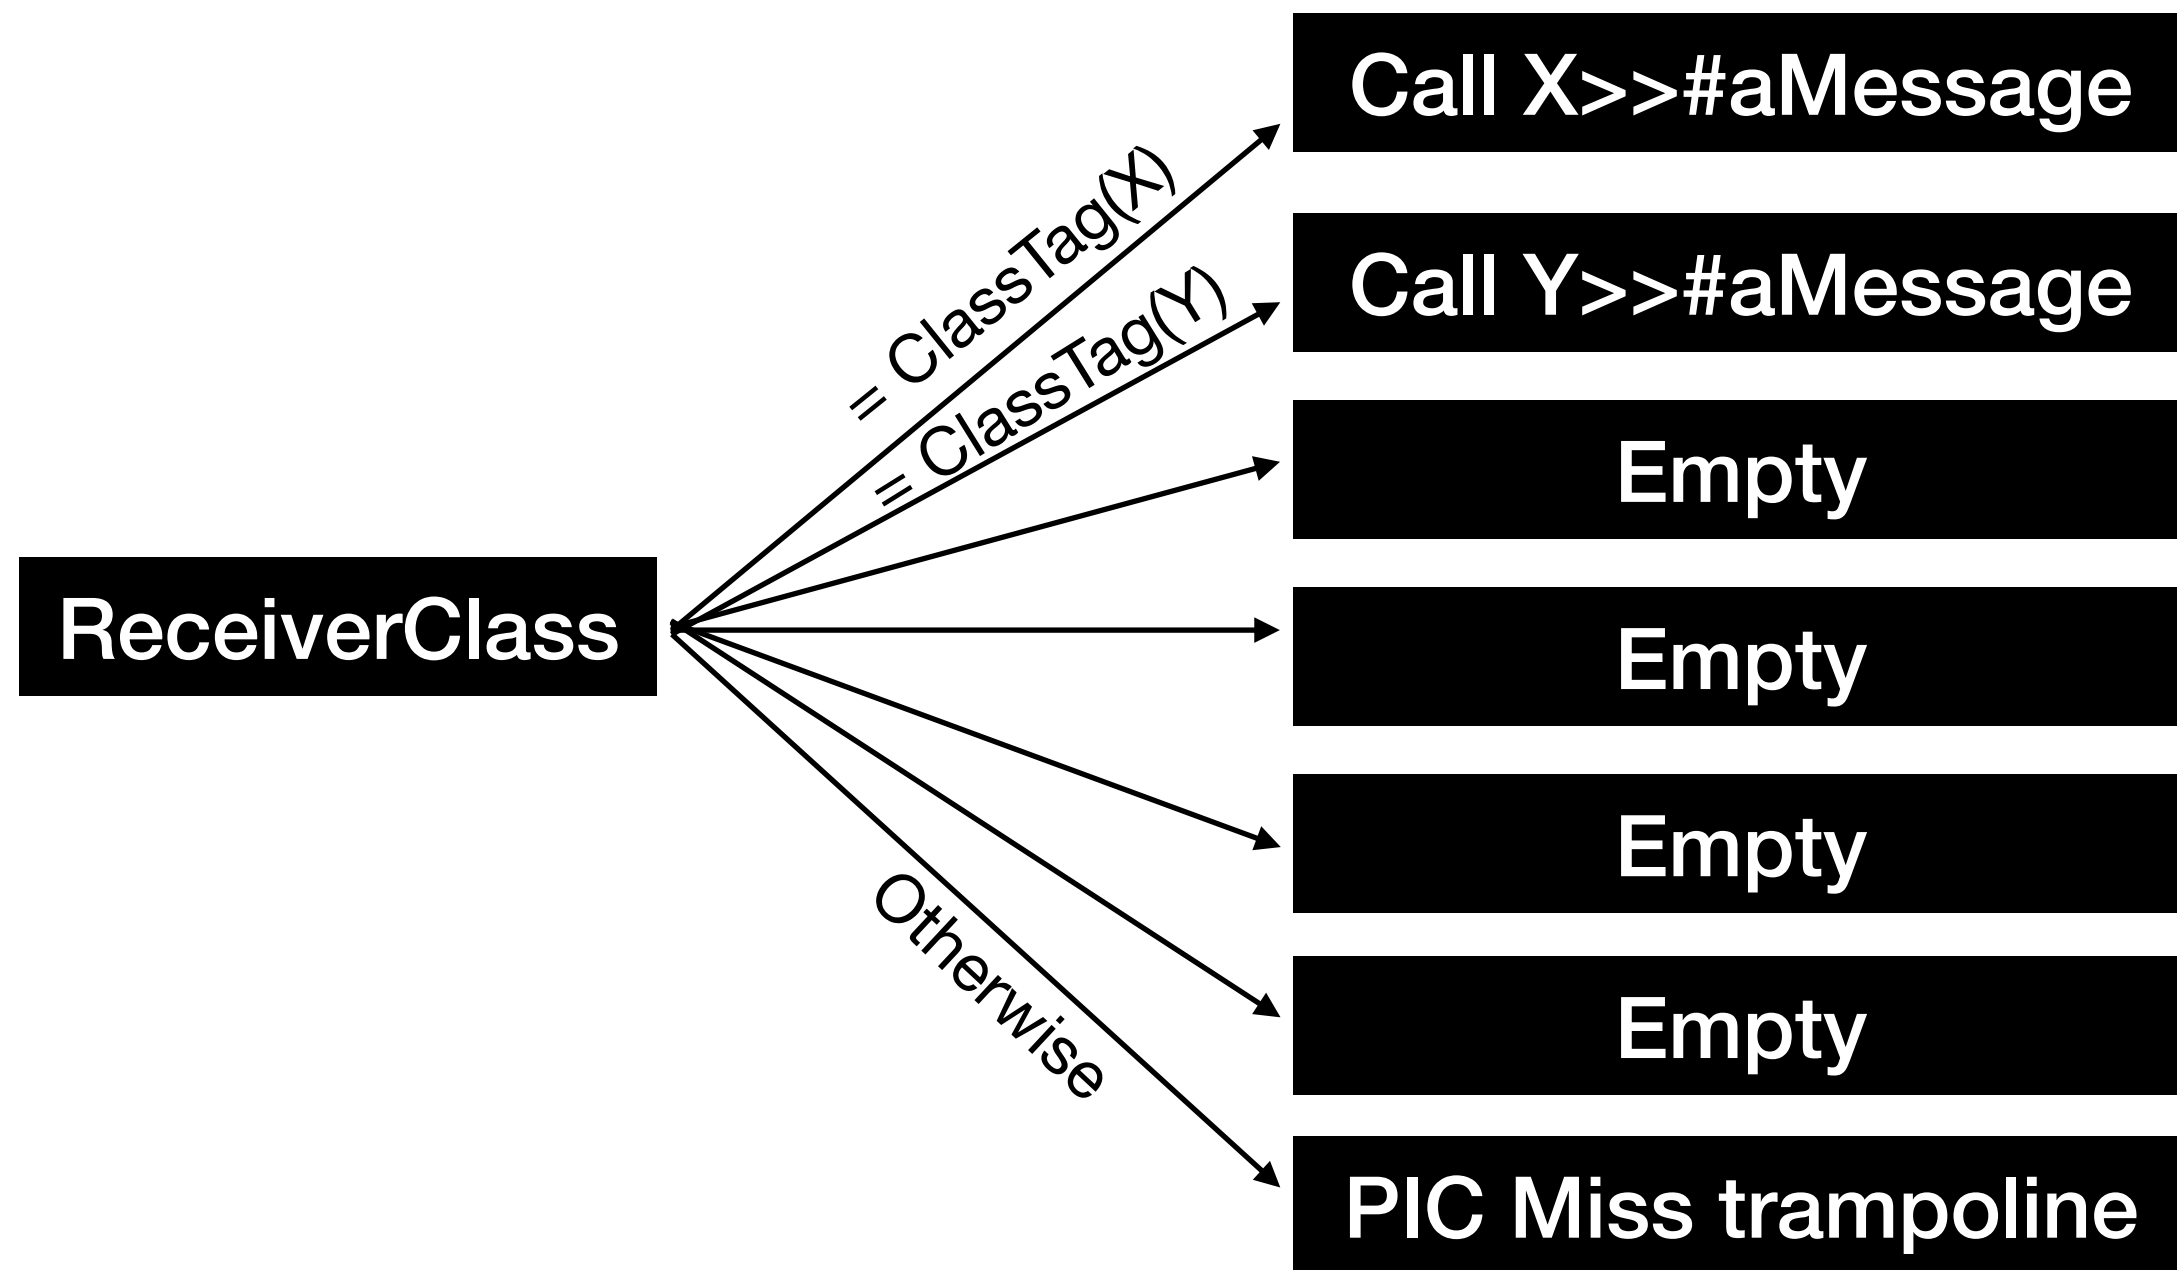 Call X>>#aMessage
= ClassTag(X)
Call Y>>#aMessage
= ClassTag(Y)
Empty
ReceiverClass
Empty
Empty
Otherwise
Empty
PIC Miss trampoline